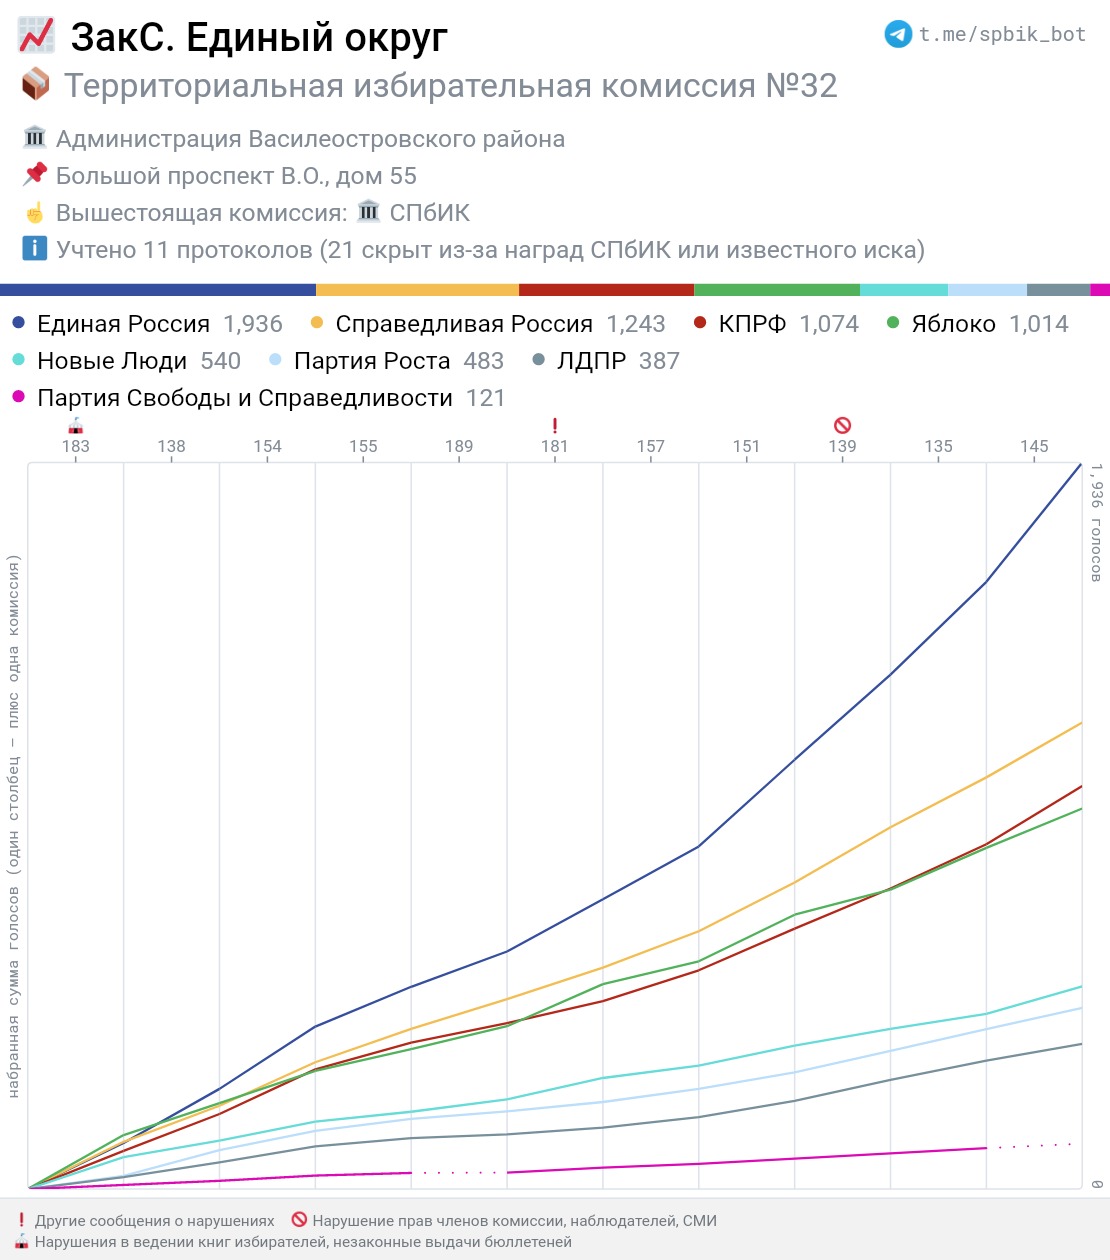 ЗакС. Единый округ
t.me/spbik_bot
Территориальная избирательная комиссия №32
Администрация Василеостровского района
Большой проспект В.О., дом 55
Вышестоящая комиссия: СПбИК
Учтено 11 протоколов (21 скрыт из-за наград СПбИК или известного иска)
Единая Россия 1,936 Справедливая Россия 1,243 КПРФ 1,074 Яблоко 1,014
Новые Люди 540 Партия Роста 483 ЛДПР 387
Партия Свободы и Справедливости 121
183 138 154 155 189 181 157 151 139 135 145
набранная сумма голосов (один столбец — плюс одна комиссия)
1,936 голосов
0
Другие сообщения о нарушениях Нарушение прав членов комиссии, наблюдателей, СМИ
Нарушения в ведении книг избирателей, незаконные выдачи бюллетеней